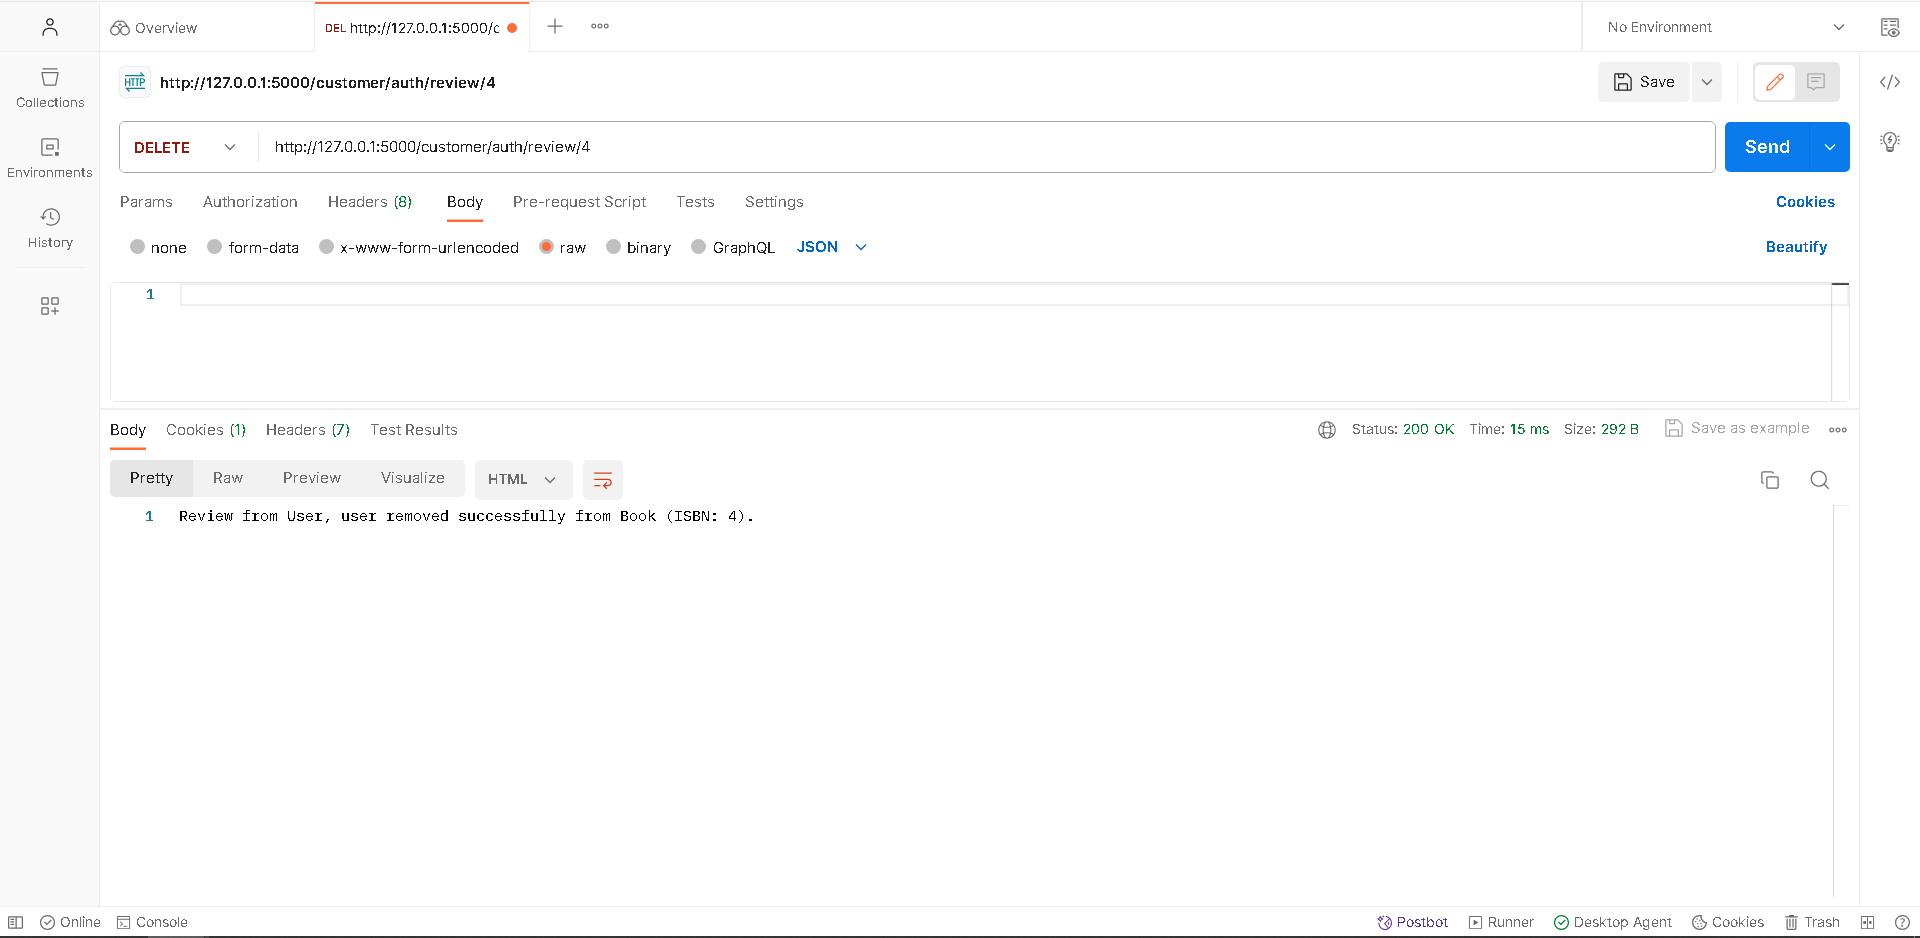 Overview
DEL http://127.0.0.1:5000/c
No Environment
Collections
Environments
History
HTTP http://127.0.0.1:5000/customer/auth/review/4
Save
DELETE http://127.0.0.1:5000/customer/auth/review/4
Send
Params Authorization Headers (8) Body Pre-request Script Tests Settings
Cookies
none form-data x-www-form-urlencoded raw binary GraphQL JSON
Beautify
1
Body Cookies (1) Headers (7) Test Results
Status: 200 OK Time: 15 ms Size: 292 B Save as example
Pretty Raw Preview Visualize HTML
1 Review from User, user removed successfully from Book (ISBN: 4).
Online Console
Postbot Runner Desktop Agent Cookies Trash